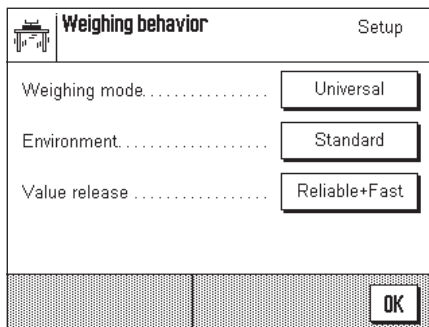 Weighing behavior Setup
Weighing mode................ Universal
Environment................... Standard
Value release ................. Reliable+Fast
OK